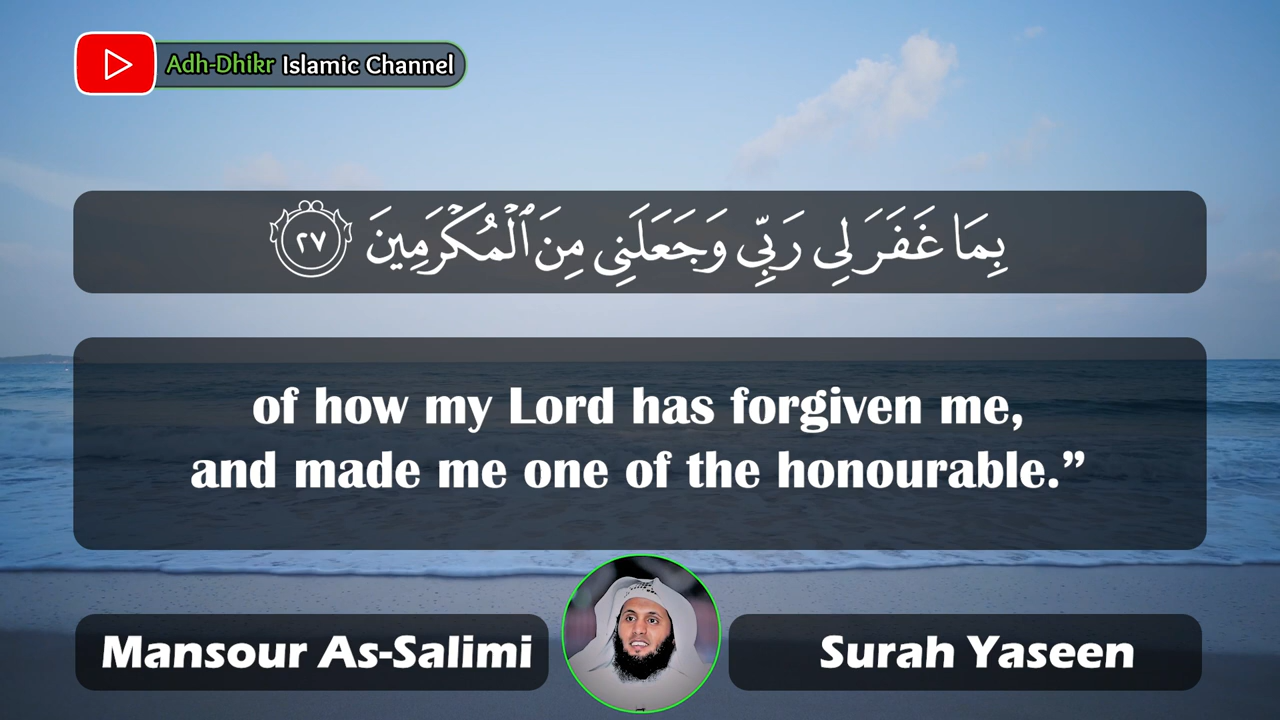 Adh-Dhikr Islamic Channel
بِمَا غَفَرَ لِى رَبِّى وَجَعَلَنِى مِنَ ٱلْمُكْرَمِينَ ٢٧
of how my Lord has forgiven me,
and made me one of the honourable.”
Mansour As-Salimi
Surah Yaseen